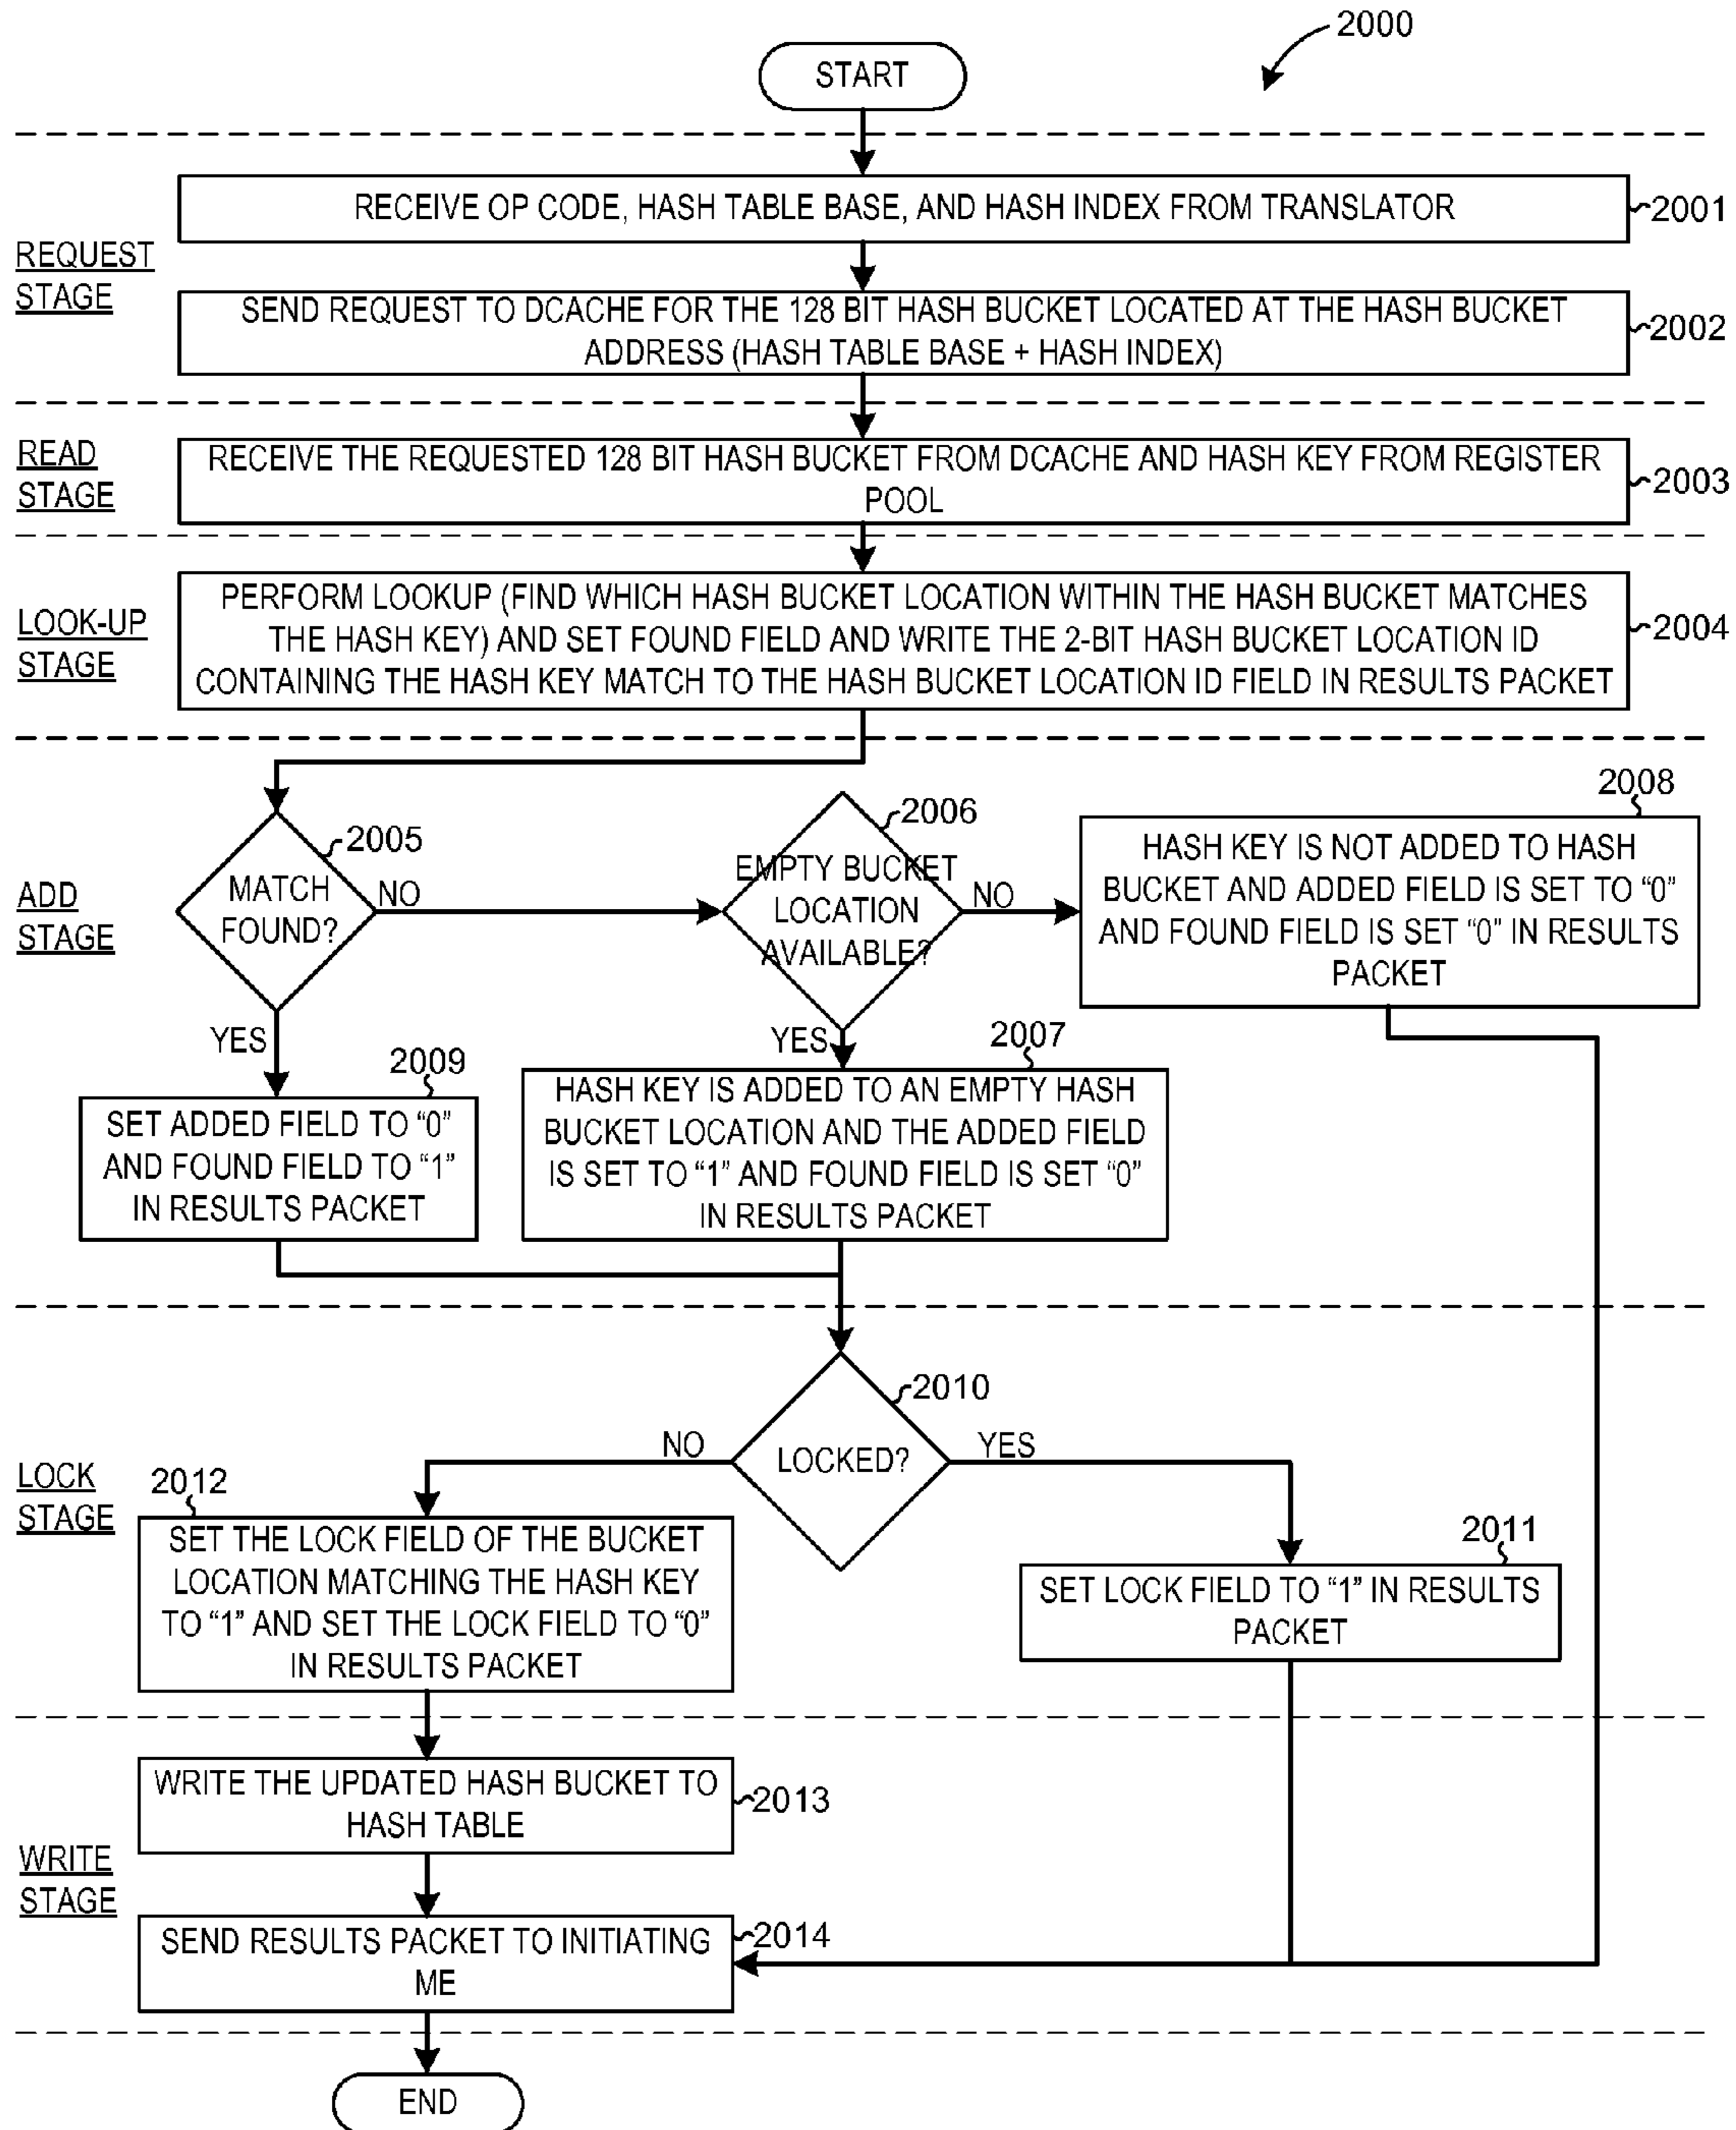 2000
START
RECEIVE OP CODE, HASH TABLE BASE, AND HASH INDEX FROM TRANSLATOR
2001
REQUEST
STAGE
SEND REQUEST TO DCACHE FOR THE 128 BIT HASH BUCKET LOCATED AT THE HASH BUCKET
ADDRESS (HASH TABLE BASE + HASH INDEX)
2002
READ
STAGE
RECEIVE THE REQUESTED 128 BIT HASH BUCKET FROM DCACHE AND HASH KEY FROM REGISTER
POOL
2003
LOOK-UP
STAGE
PERFORM LOOKUP (FIND WHICH HASH BUCKET LOCATION WITHIN THE HASH BUCKET MATCHES
THE HASH KEY) AND SET FOUND FIELD AND WRITE THE 2-BIT HASH BUCKET LOCATION ID
CONTAINING THE HASH KEY MATCH TO THE HASH BUCKET LOCATION ID FIELD IN RESULTS PACKET
2004
ADD
STAGE
2005
MATCH
FOUND?
NO
YES
2006
EMPTY BUCKET
LOCATION
AVAILABLE?
NO
YES
2008
HASH KEY IS NOT ADDED TO HASH
BUCKET AND ADDED FIELD IS SET TO “0”
AND FOUND FIELD IS SET “0” IN RESULTS
PACKET
2009
SET ADDED FIELD TO “0”
AND FOUND FIELD TO “1”
IN RESULTS PACKET
2007
HASH KEY IS ADDED TO AN EMPTY HASH
BUCKET LOCATION AND THE ADDED FIELD
IS SET TO “1” AND FOUND FIELD IS SET “0”
IN RESULTS PACKET
LOCK
STAGE
2010
LOCKED?
NO
YES
2012
SET THE LOCK FIELD OF THE BUCKET
LOCATION MATCHING THE HASH KEY
TO “1” AND SET THE LOCK FIELD TO “0”
IN RESULTS PACKET
2011
SET LOCK FIELD TO “1” IN RESULTS
PACKET
WRITE
STAGE
WRITE THE UPDATED HASH BUCKET TO
HASH TABLE
2013
SEND RESULTS PACKET TO INITIATING
ME
2014
END